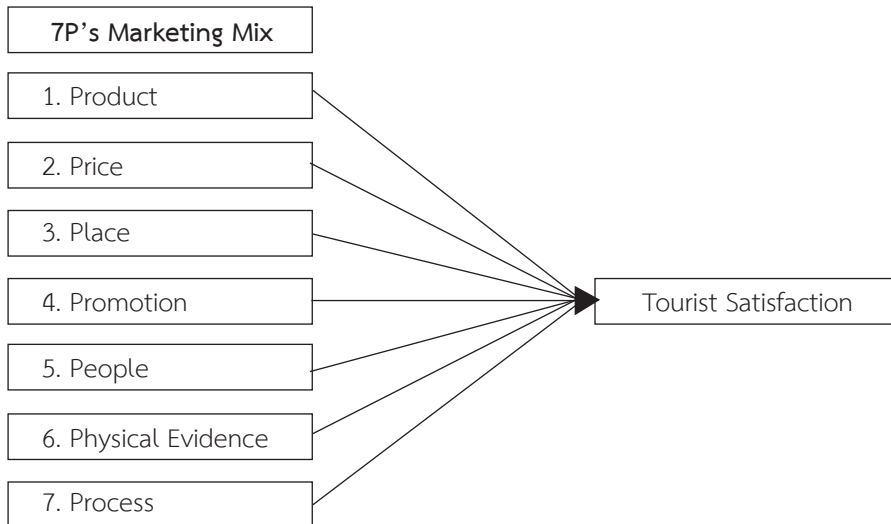 7P's Marketing Mix
1. Product
2. Price
3. Place
4. Promotion
5. People
6. Physical Evidence
7. Process
Tourist Satisfaction